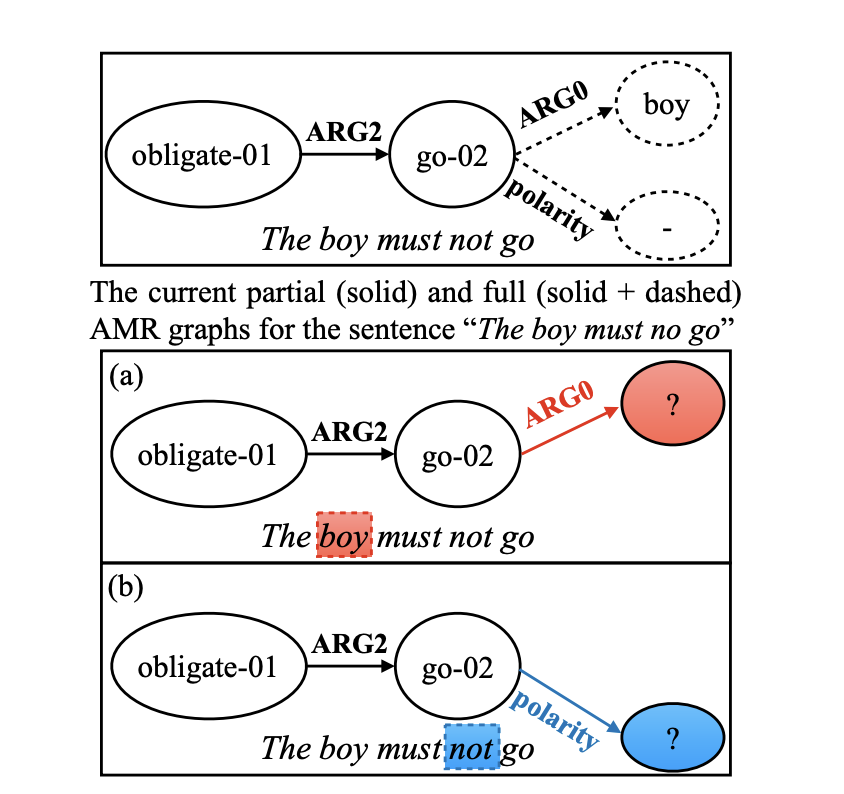 ARG0
boy
ARG2
obligate-01
go-02
polarity
-
The boy must not go
The current partial (solid) and full (solid + dashed)
AMR graphs for the sentence “The boy must no go”
(a)
ARG0
?
ARG2
obligate-01
go-02
The boy must not go
(b)
ARG2
obligate-01
go-02
polarity
?
The boy must not go